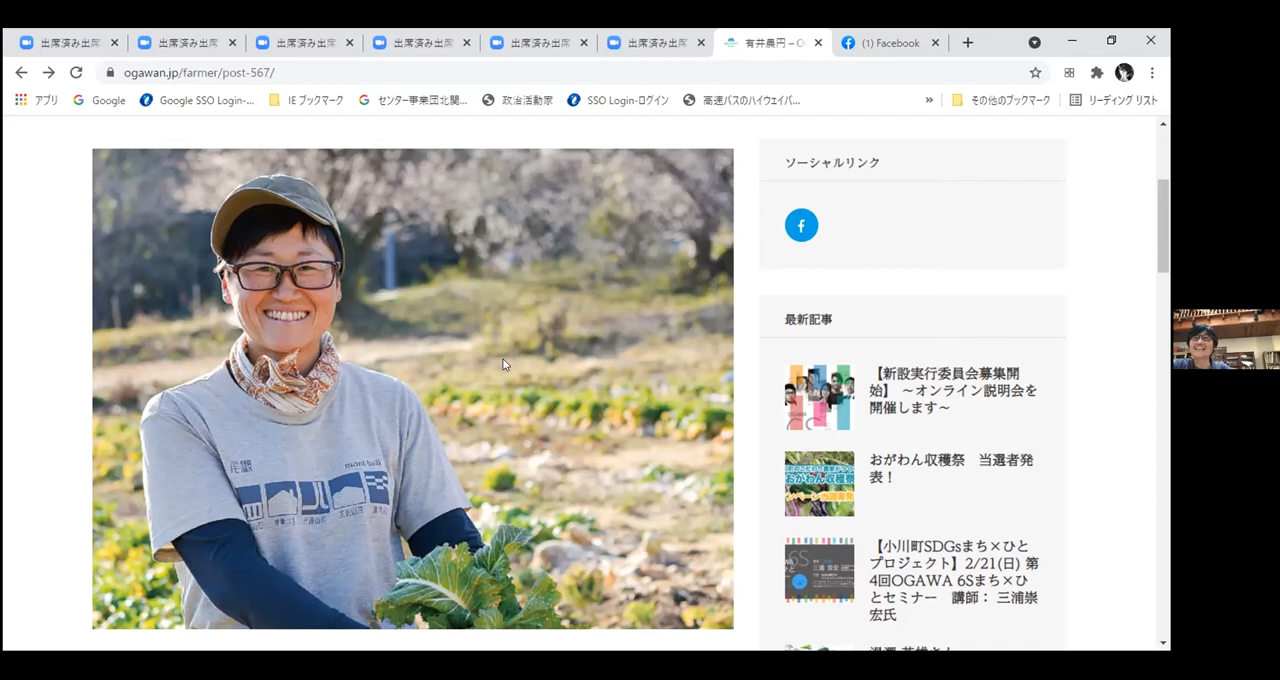 出席済み出席
出席済み出席
出席済み出席
出席済み出席
出席済み出席
出席済み出席
有井農円 – O
(1) Facebook
ogawan.jp/farmer/post-567/
アプリ
Google
Google SSO Login-...
IE ブックマーク
センター事業団北関...
政治活動家
SSO Login-ログイン
高速バスのハイウェイバ...
»
その他のブックマーク
リーディング リスト
ソーシャルリンク
最新記事
【新設実行委員会募集開
始】 ～オンライン説明会を
開催します～
おがわん収穫祭　当選者発
表！
【小川町SDGsまち×ひと
プロジェクト】2/21(日) 第
4回OGAWA 6Sまち×ひ
とセミナー　講師： 三浦崇
宏氏